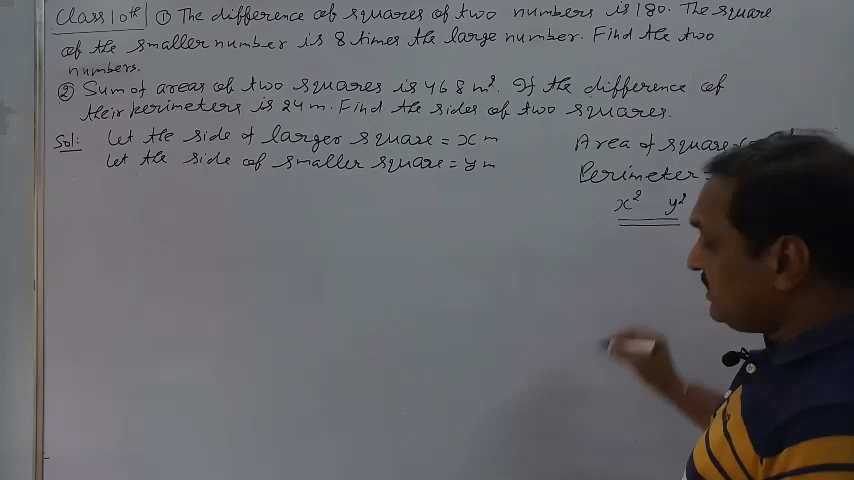 Class 10th ① The difference of squares of two numbers is 180. The square
of the smaller number is 8 times the large number. Find the two
numbers.
② Sum of areas of two squares is 468 m². If the difference of
their perimeters is 24 m. Find the sides of two squares.
Sol: Let the side of larger square = x m
Let the side of smaller square = y m
Area of square =
Perimeter =
x² y²